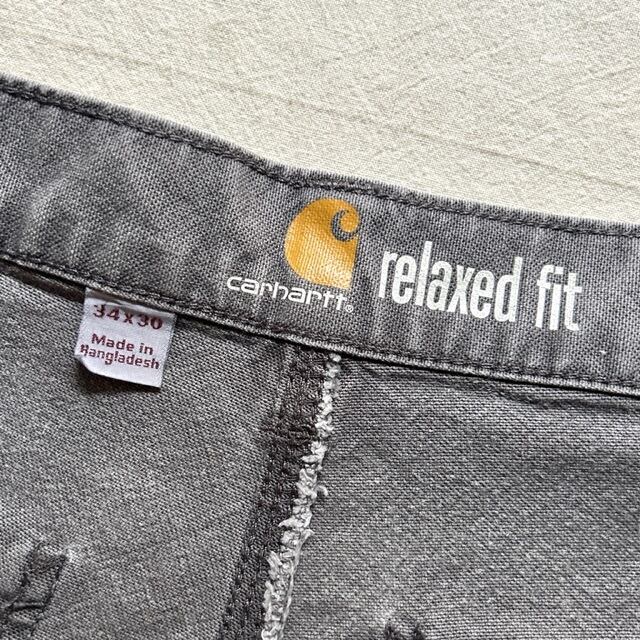 carhartt® relaxed fit
34X30
Made in
Bangladesh